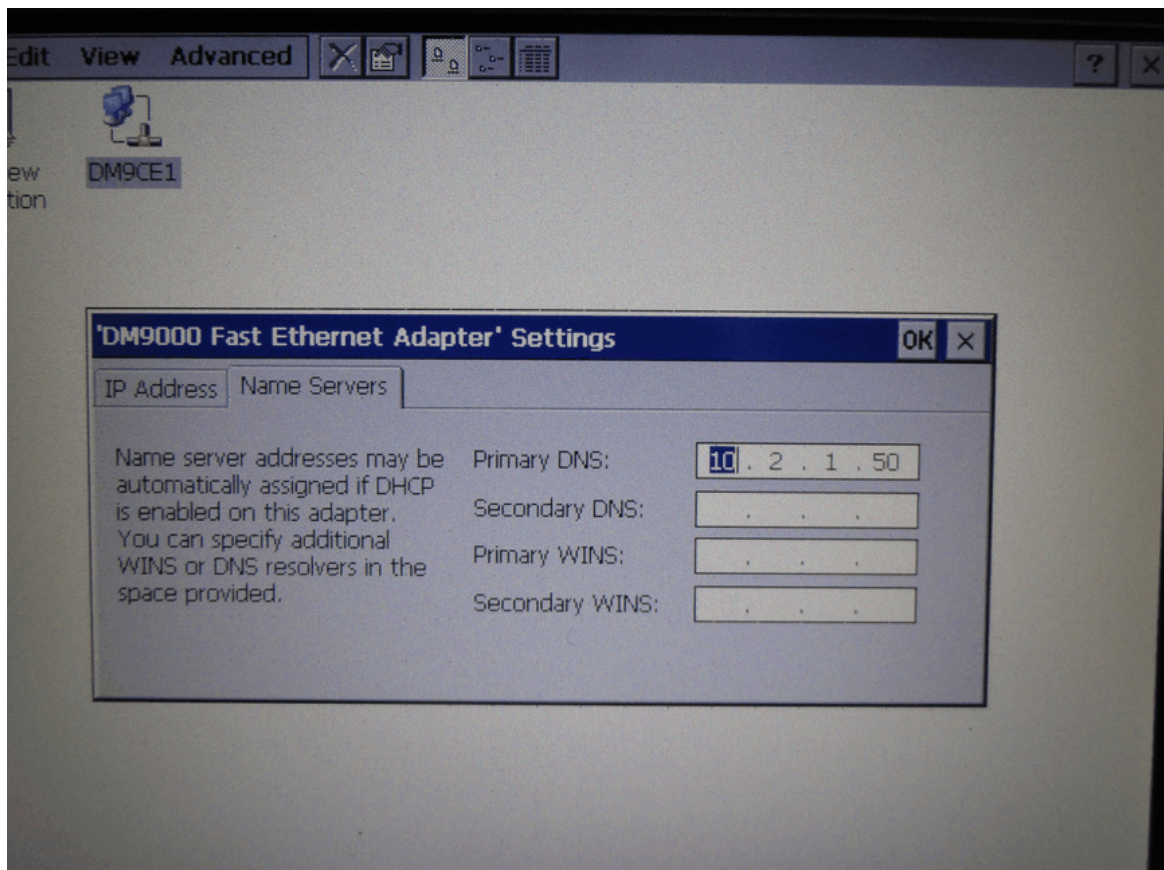 Edit View Advanced ? ×
ew
tion
DM9CE1
'DM9000 Fast Ethernet Adapter' Settings OK ×
IP Address Name Servers
Name server addresses may be
automatically assigned if DHCP
is enabled on this adapter.
You can specify additional
WINS or DNS resolvers in the
space provided.
Primary DNS: 10 . 2 . 1 . 50
Secondary DNS: . . .
Primary WINS: . . .
Secondary WINS: . . .